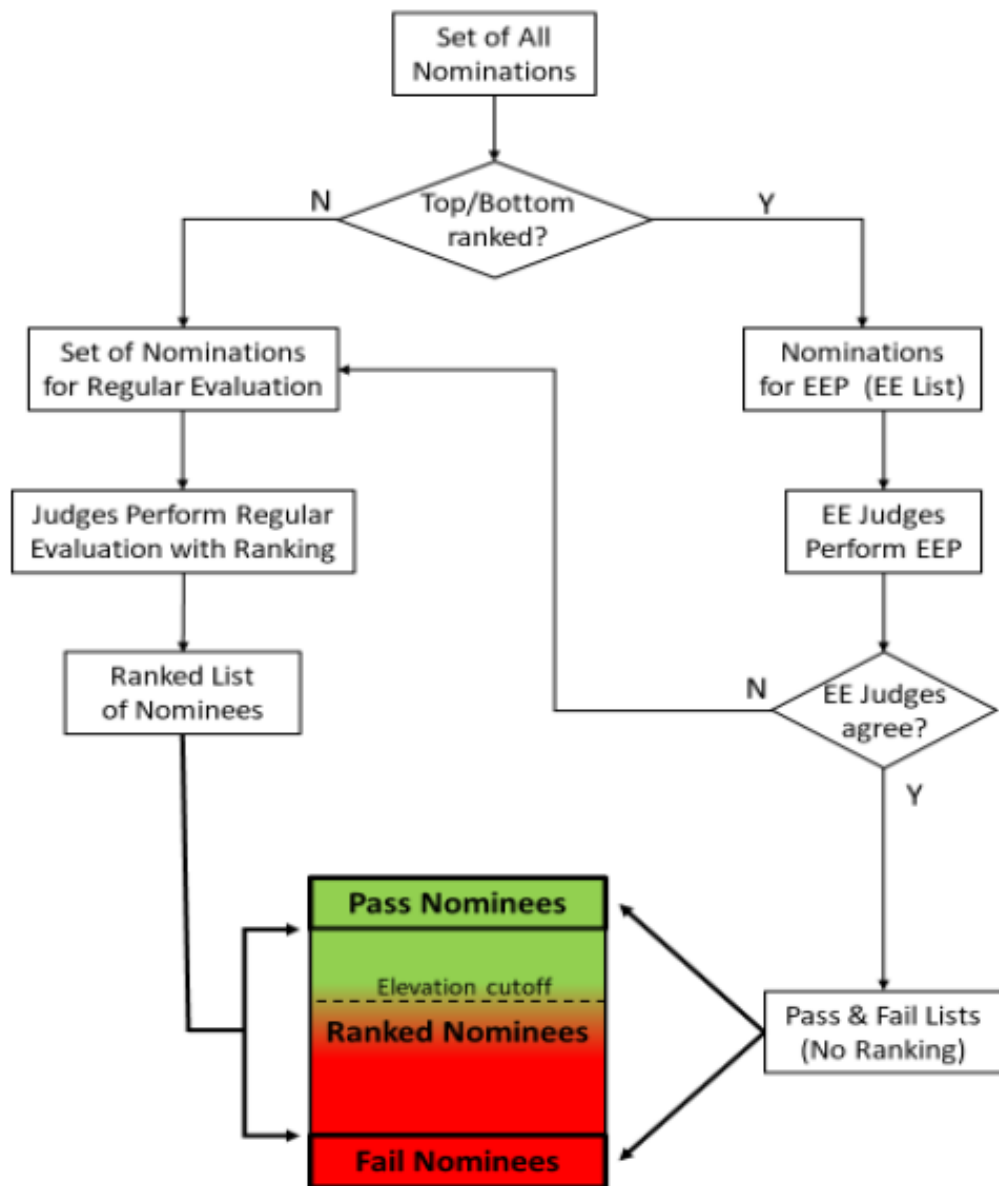 Set of All
Nominations
N
Top/Bottom
ranked?
Y
Set of Nominations
for Regular Evaluation
Nominations
for EEP (EE List)
Judges Perform Regular
Evaluation with Ranking
EE Judges
Perform EEP
Ranked List
of Nominees
N
EE Judges
agree?
Y
Pass Nominees
Elevation cutoff
Ranked Nominees
Pass & Fail Lists
(No Ranking)
Fail Nominees